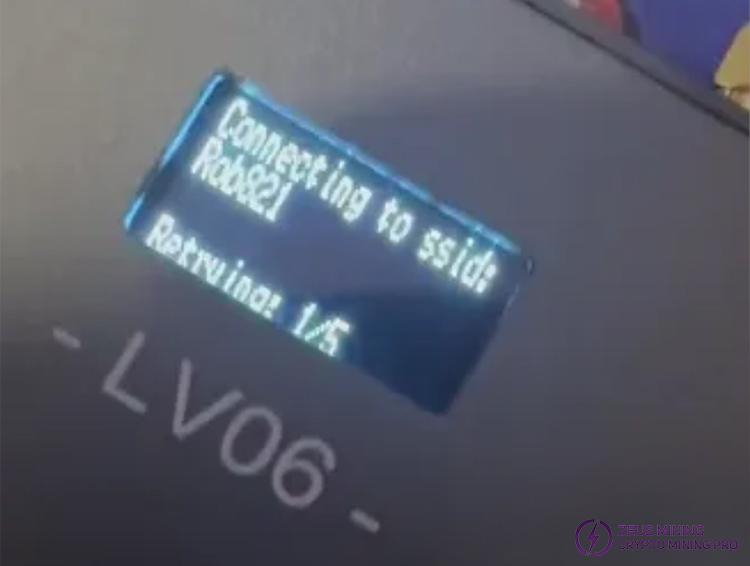 Connecting to ssid:
Rob821
Retrying: 1/5
- LV06 -
ZEUS MINING
CRYPTO MINING PRO